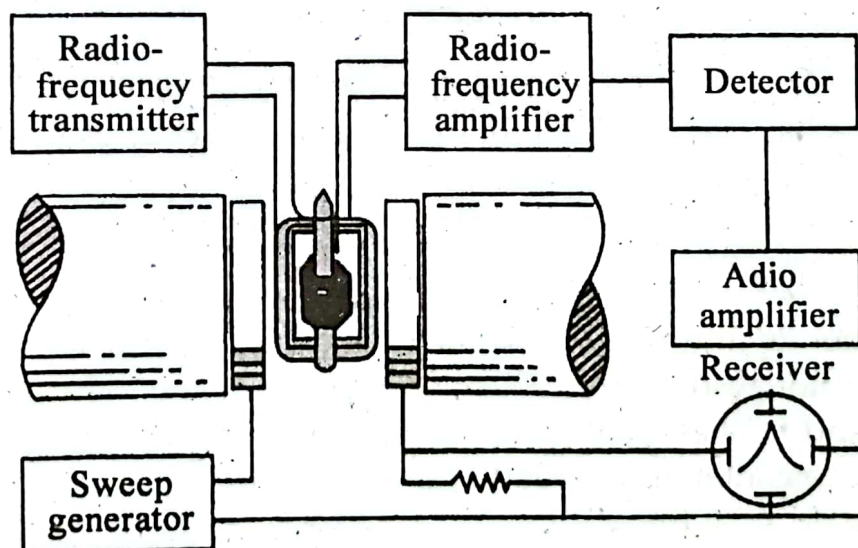 Radio-
frequency
transmitter
Radio-
frequency
amplifier
Detector
Adio
amplifier
Receiver
Sweep
generator